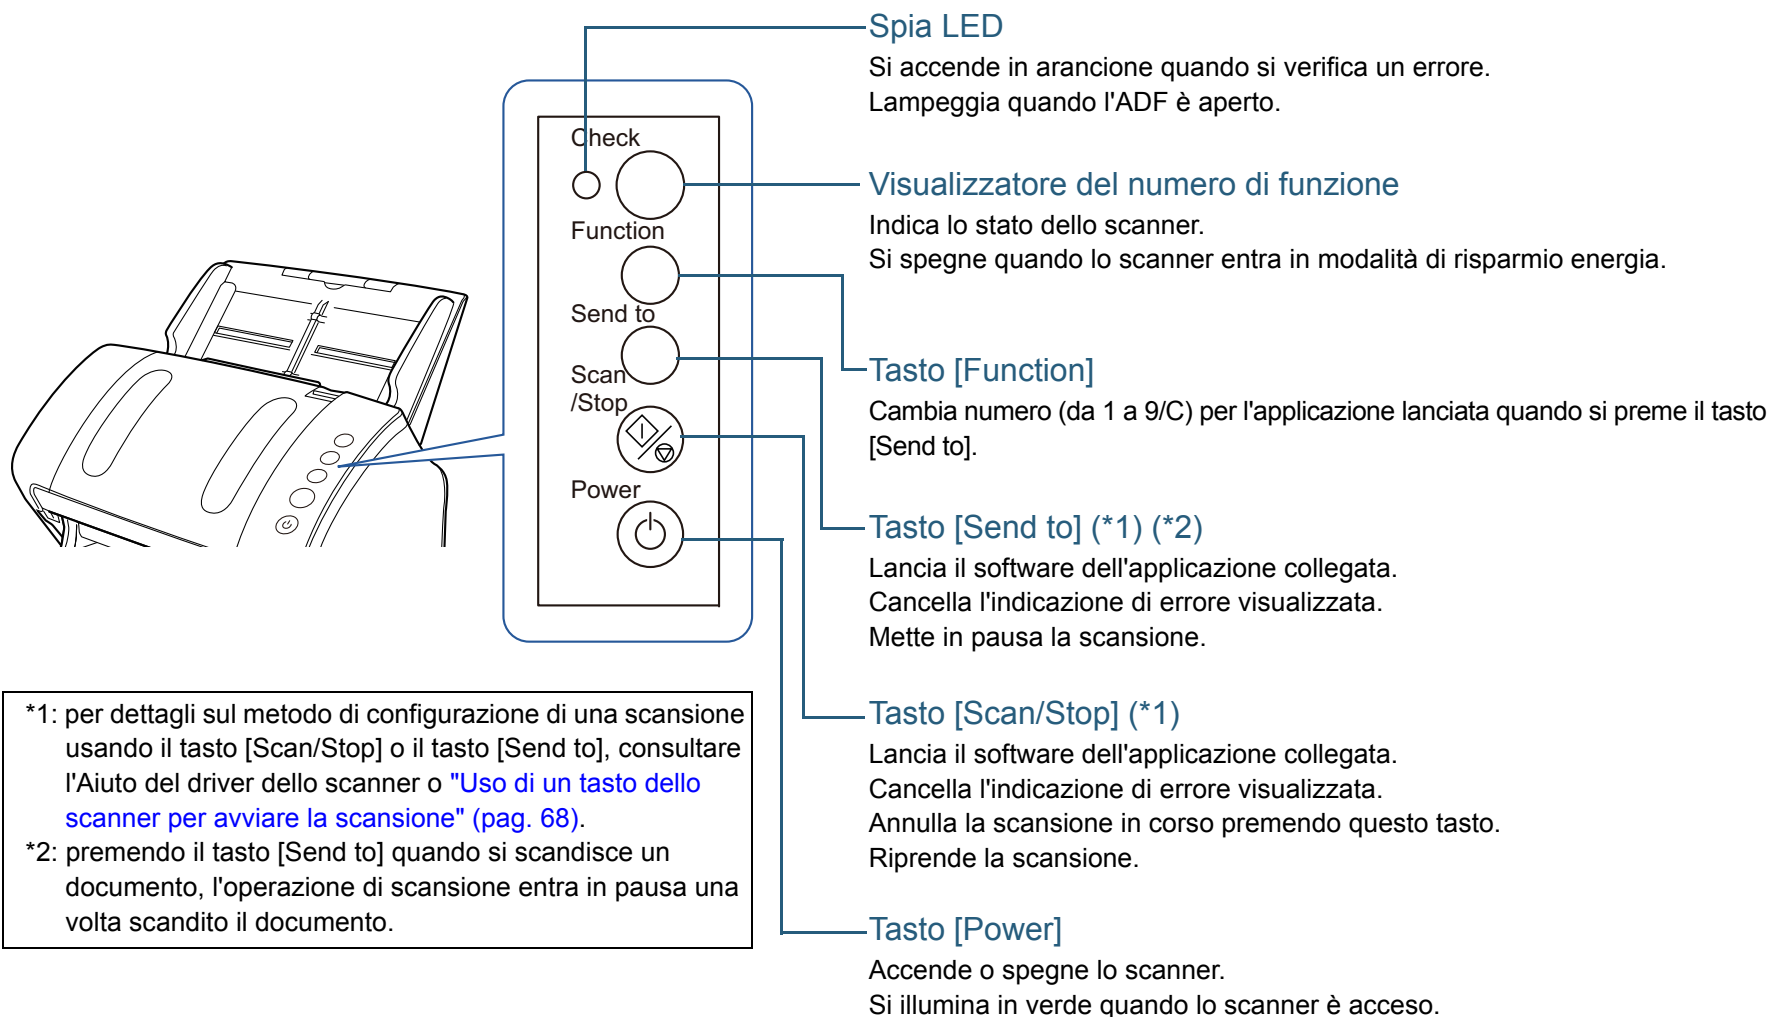 Spia LED
Si accende in arancione quando si verifica un errore.
Lampeggia quando l'ADF è aperto.
Check
Visualizzatore del numero di funzione
Indica lo stato dello scanner.
Si spegne quando lo scanner entra in modalità di risparmio energia.
Function
Send to
Scan
/Stop
Power
Tasto [Function]
Cambia numero (da 1 a 9/C) per l'applicazione lanciata quando si preme il tasto
[Send to].
Tasto [Send to] (*1) (*2)
Lancia il software dell'applicazione collegata.
Cancella l'indicazione di errore visualizzata.
Mette in pausa la scansione.
Tasto [Scan/Stop] (*1)
Lancia il software dell'applicazione collegata.
Cancella l'indicazione di errore visualizzata.
Annulla la scansione in corso premendo questo tasto.
Riprende la scansione.
Tasto [Power]
Accende o spegne lo scanner.
Si illumina in verde quando lo scanner è acceso.
*1: per dettagli sul metodo di configurazione di una scansione
usando il tasto [Scan/Stop] o il tasto [Send to], consultare
l'Aiuto del driver dello scanner o "Uso di un tasto dello
scanner per avviare la scansione" (pag. 68).
*2: premendo il tasto [Send to] quando si scandisce un
documento, l'operazione di scansione entra in pausa una
volta scandito il documento.